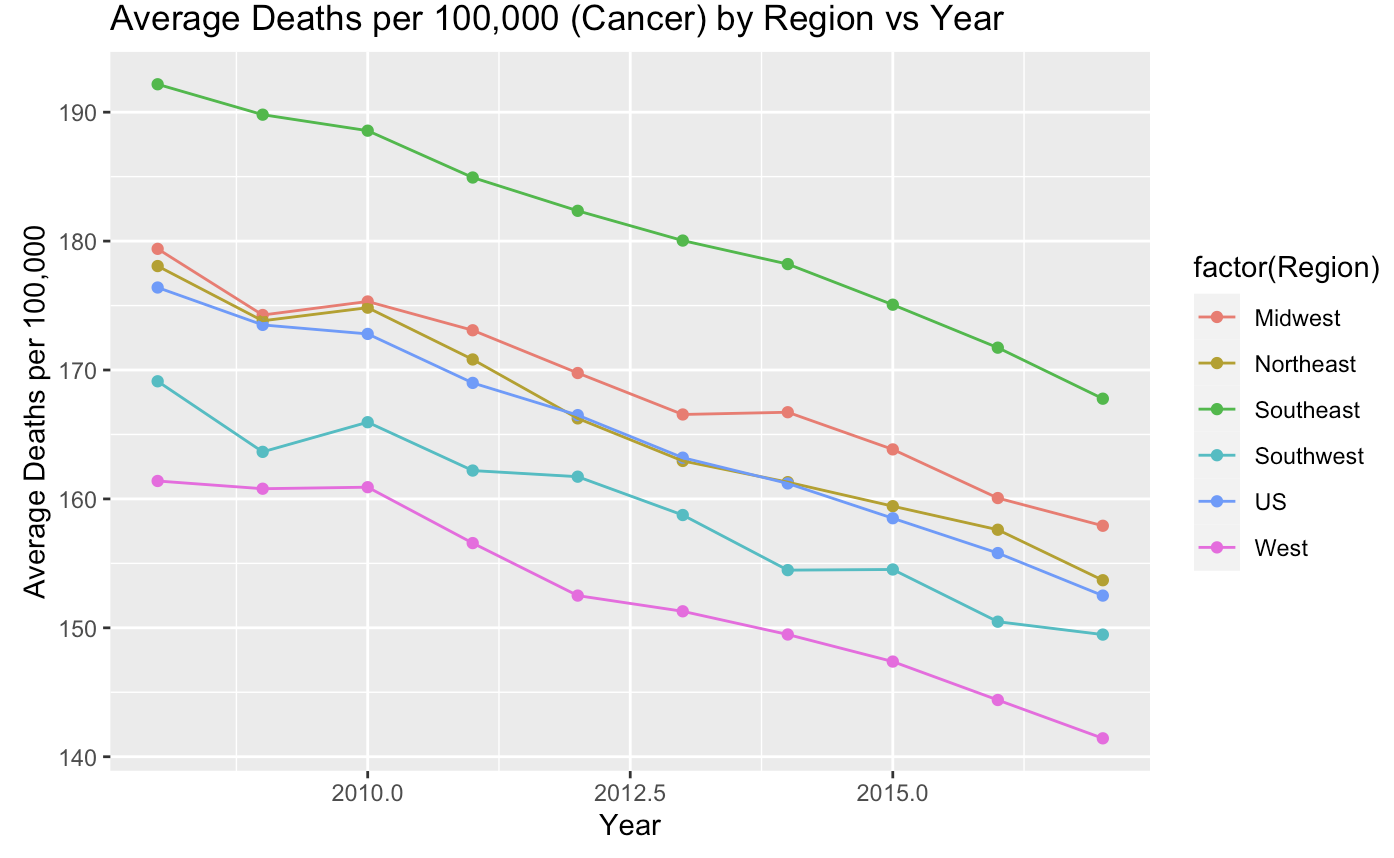 Average Deaths per 100,000 (Cancer) by Region vs Year
Average Deaths per 100,000
190
180
170
160
150
140
2010.0
2012.5
2015.0
Year
factor(Region)
Midwest
Northeast
Southeast
Southwest
US
West